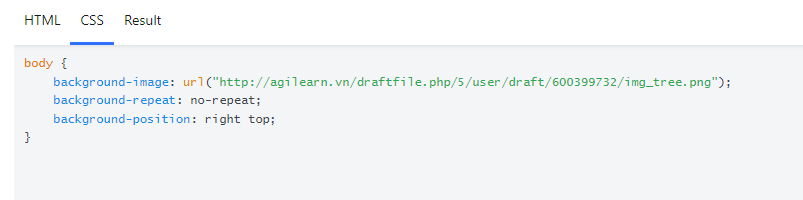 HTML CSS Result
body {
    background-image: url("http://agilearn.vn/draftfile.php/5/user/draft/600399732/img_tree.png");
    background-repeat: no-repeat;
    background-position: right top;
}